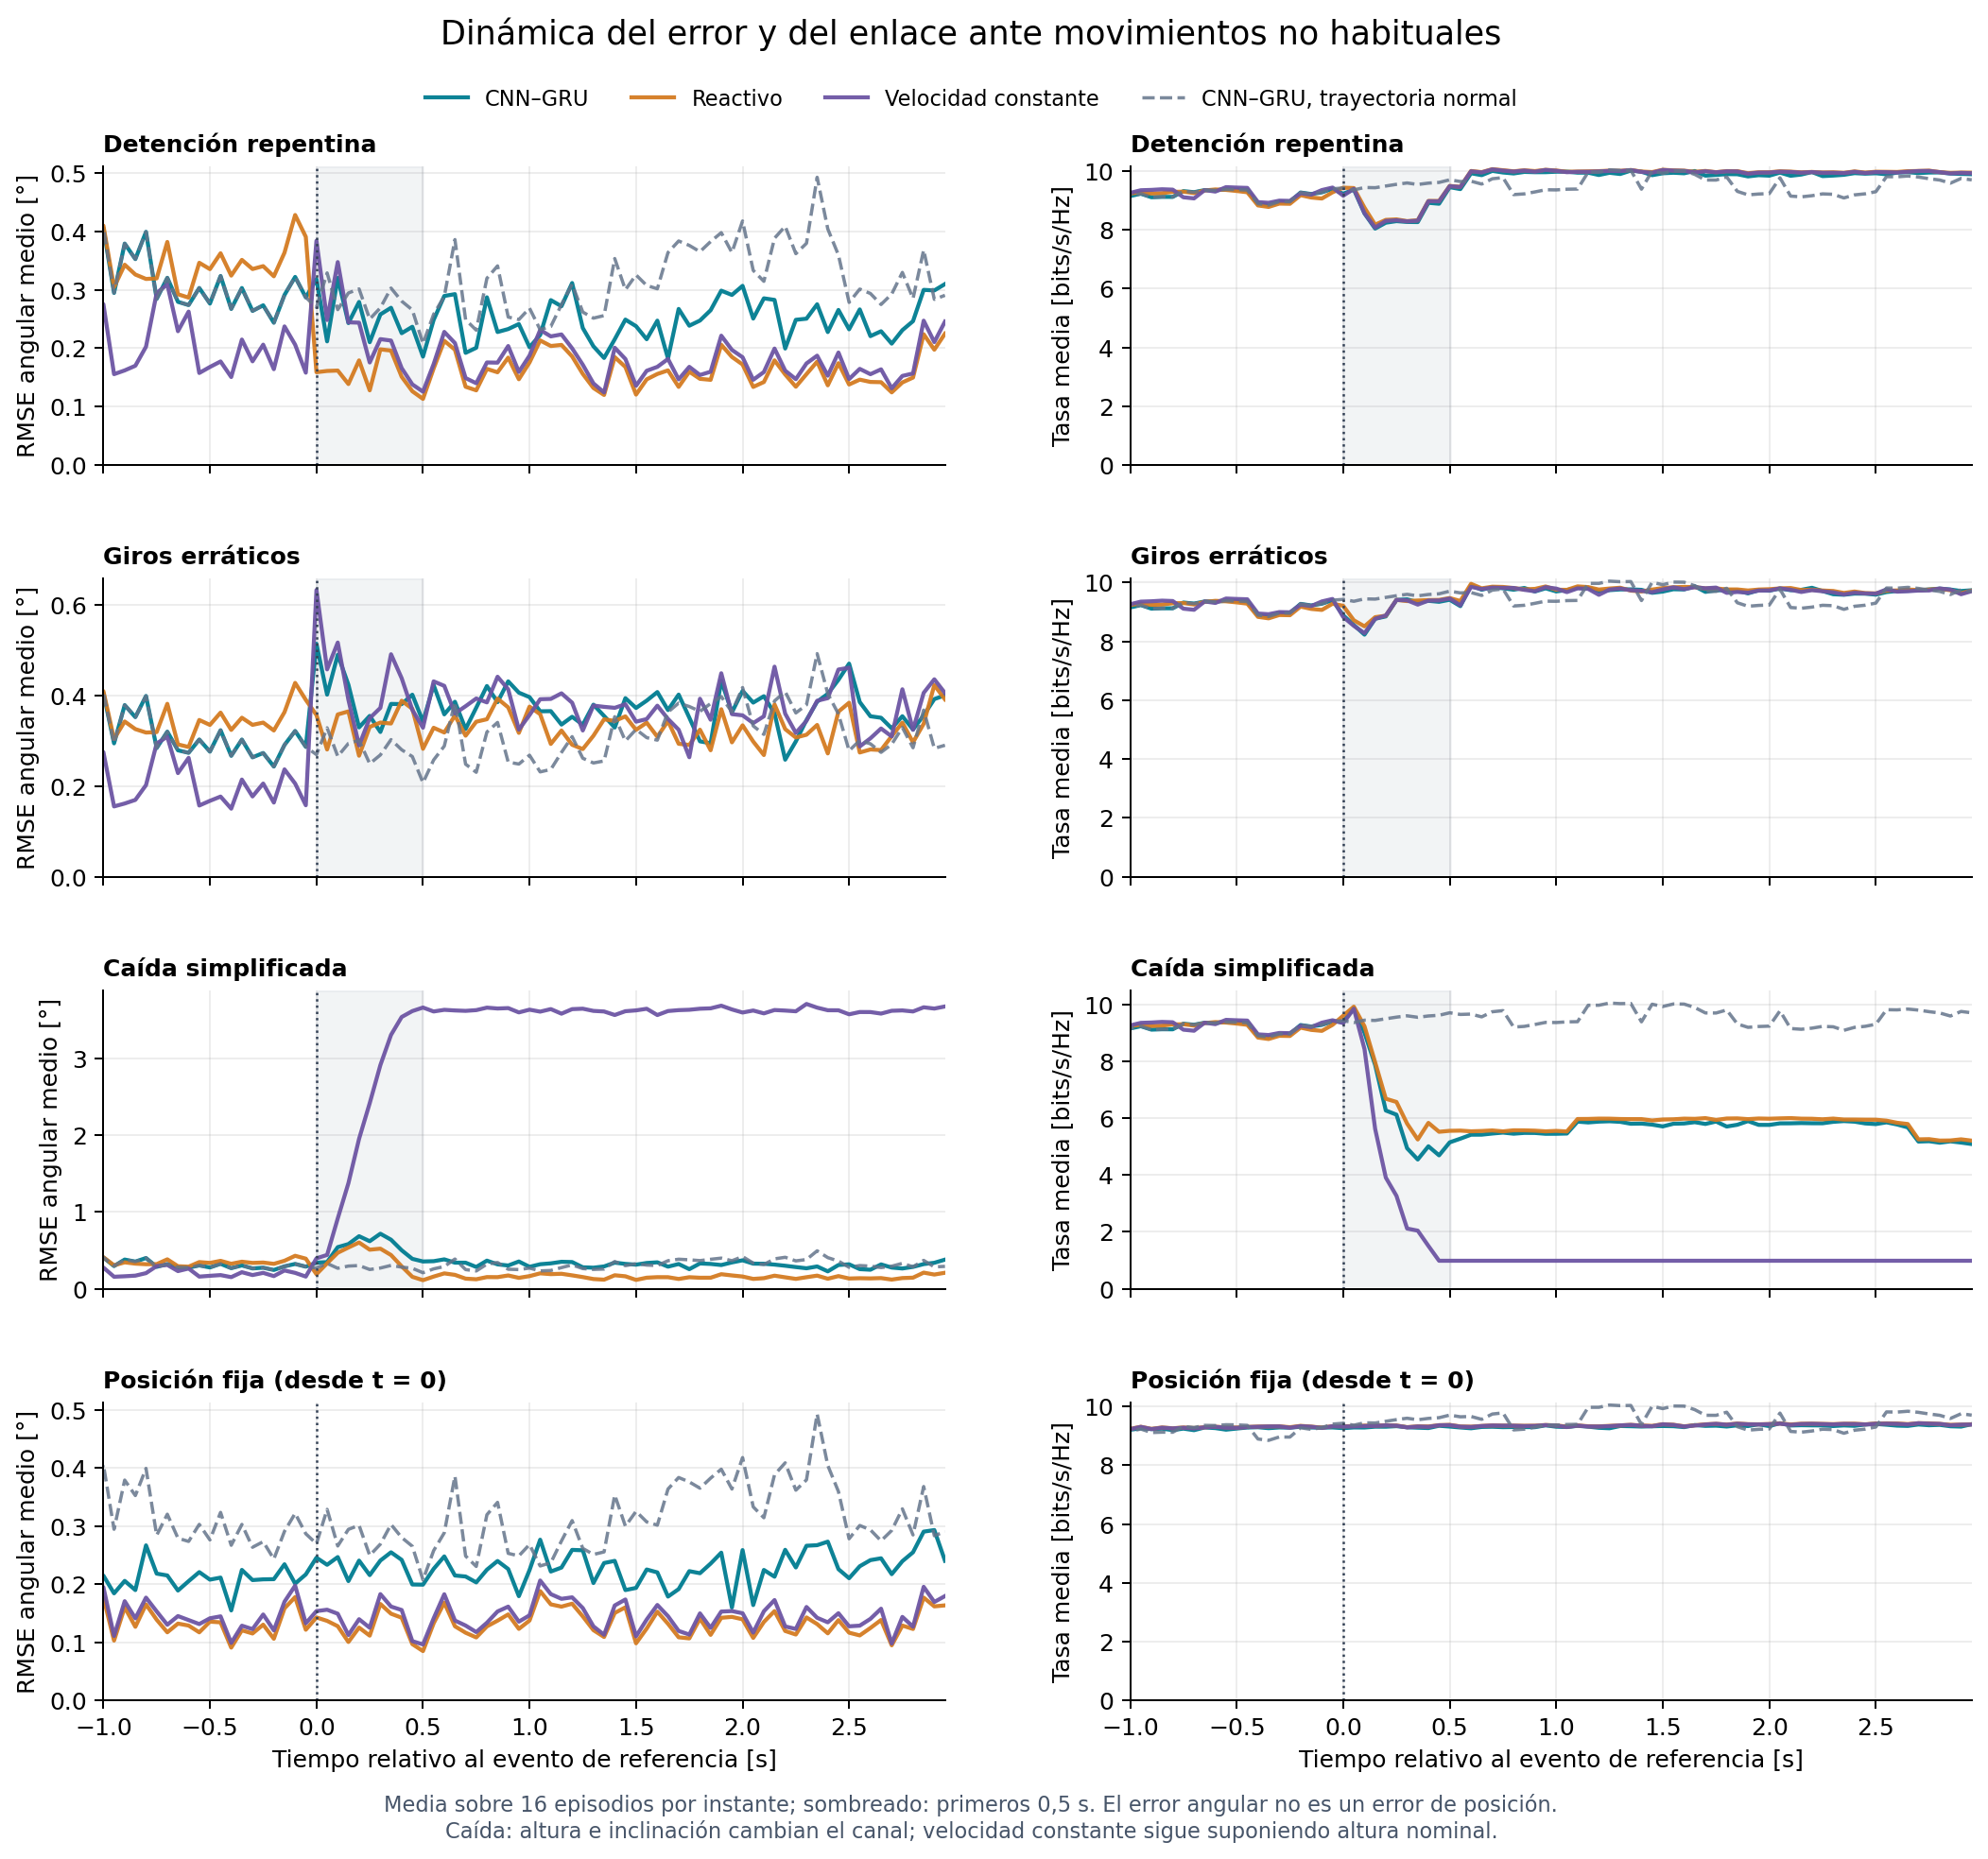 Dinámica del error y del enlace ante movimientos no habituales
CNN–GRU
Reactivo
Velocidad constante
CNN–GRU, trayectoria normal
Detención repentina
RMSE angular medio [°]
0.5
0.4
0.3
0.2
0.1
0.0
Detención repentina
Tasa media [bits/s/Hz]
10
8
6
4
2
0
Giros erráticos
RMSE angular medio [°]
0.6
0.4
0.2
0.0
Giros erráticos
Tasa media [bits/s/Hz]
10
8
6
4
2
0
Caída simplificada
RMSE angular medio [°]
3
2
1
0
Caída simplificada
Tasa media [bits/s/Hz]
10
8
6
4
2
0
Posición fija (desde t = 0)
RMSE angular medio [°]
0.5
0.4
0.3
0.2
0.1
0.0
−1.0 −0.5 0.0 0.5 1.0 1.5 2.0 2.5
Tiempo relativo al evento de referencia [s]
Posición fija (desde t = 0)
Tasa media [bits/s/Hz]
10
8
6
4
2
0
−1.0 −0.5 0.0 0.5 1.0 1.5 2.0 2.5
Tiempo relativo al evento de referencia [s]
Media sobre 16 episodios por instante; sombreado: primeros 0,5 s. El error angular no es un error de posición.
Caída: altura e inclinación cambian el canal; velocidad constante sigue suponiendo altura nominal.